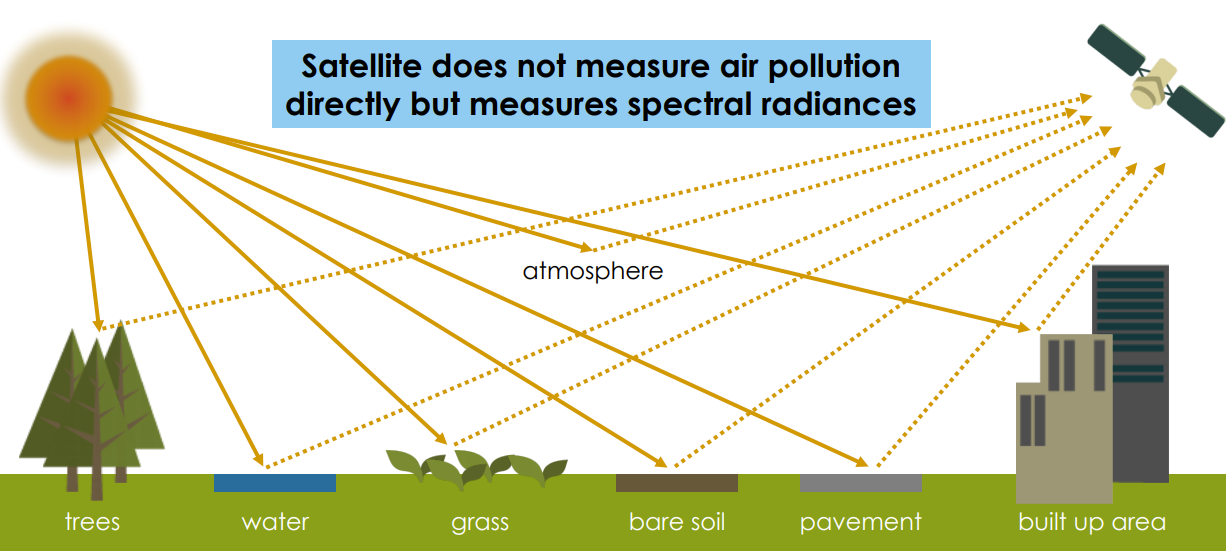 Satellite does not measure air pollution
directly but measures spectral radiances
atmosphere
trees
water
grass
bare soil
pavement
built up area